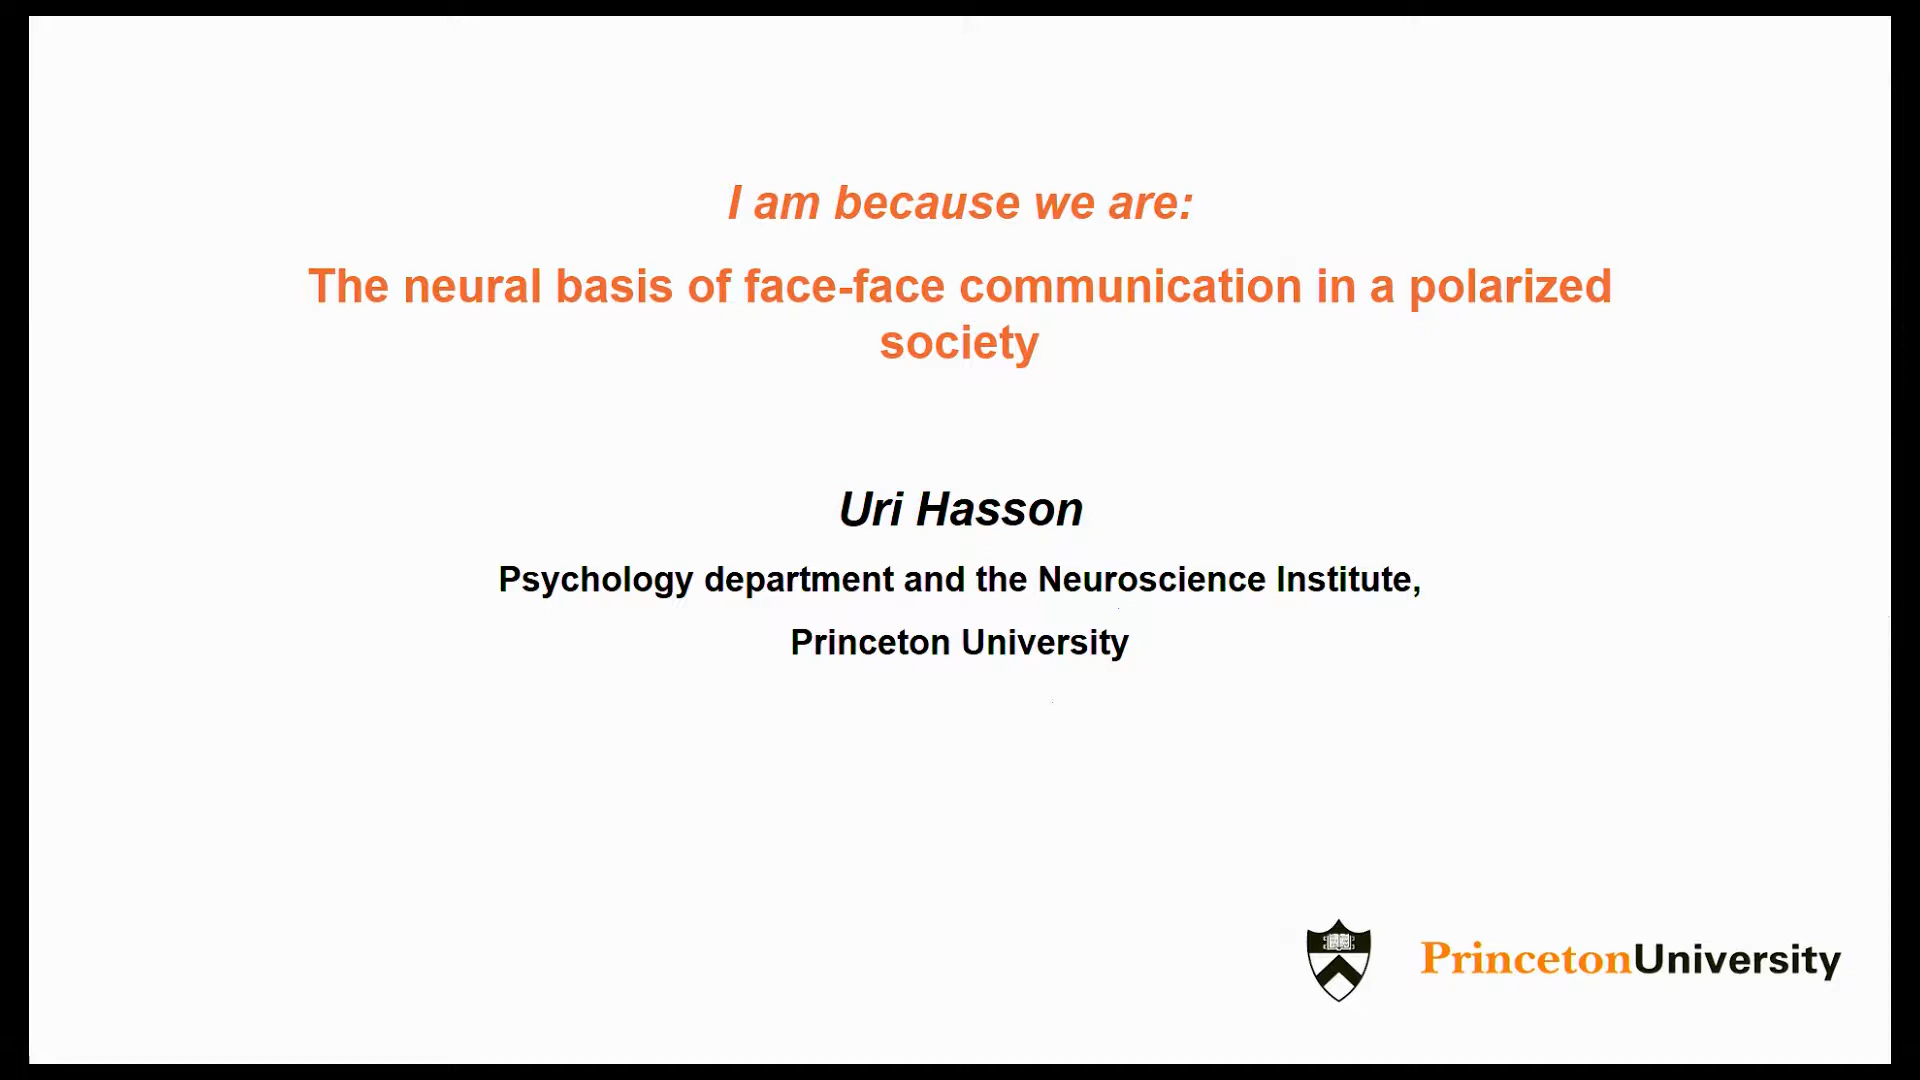 I am because we are:
The neural basis of face-face communication in a polarized
society
Uri Hasson
Psychology department and the Neuroscience Institute,
Princeton University
PrincetonUniversity